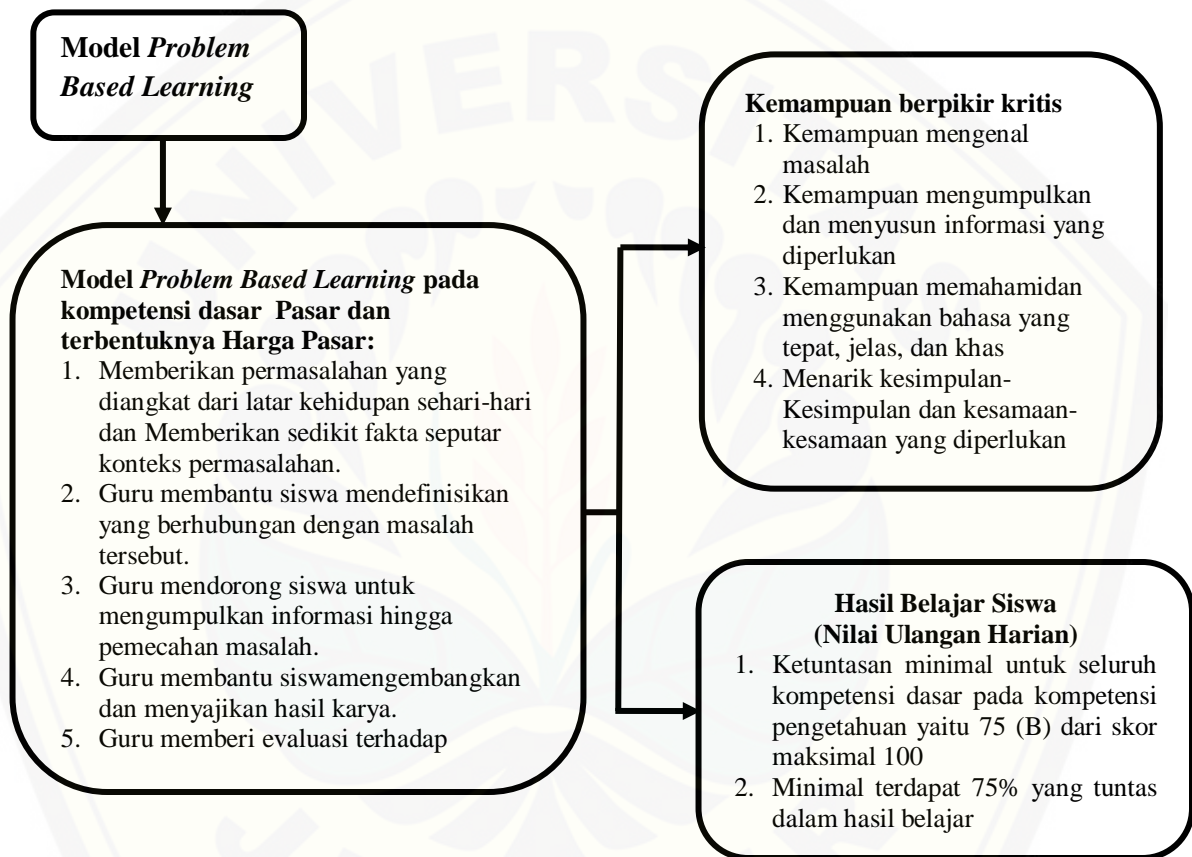 Model Problem
Based Learning
Model Problem Based Learning pada
kompetensi dasar Pasar dan
terbentuknya Harga Pasar:
1. Memberikan permasalahan yang
diangkat dari latar kehidupan sehari-hari
dan Memberikan sedikit fakta seputar
konteks permasalahan.
2. Guru membantu siswa mendefinisikan
yang berhubungan dengan masalah
tersebut.
3. Guru mendorong siswa untuk
mengumpulkan informasi hingga
pemecahan masalah.
4. Guru membantu siswamengembangkan
dan menyajikan hasil karya.
5. Guru memberi evaluasi terhadap
Kemampuan berpikir kritis
1. Kemampuan mengenal
masalah
2. Kemampuan mengumpulkan
dan menyusun informasi yang
diperlukan
3. Kemampuan memahamidan
menggunakan bahasa yang
tepat, jelas, dan khas
4. Menarik kesimpulan-
Kesimpulan dan kesamaan-
kesamaan yang diperlukan
Hasil Belajar Siswa
(Nilai Ulangan Harian)
1. Ketuntasan minimal untuk seluruh
kompetensi dasar pada kompetensi
pengetahuan yaitu 75 (B) dari skor
maksimal 100
2. Minimal terdapat 75% yang tuntas
dalam hasil belajar